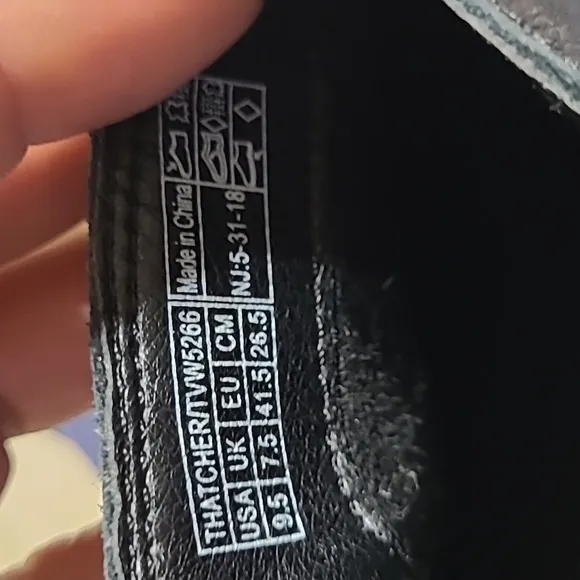 THATCHER/TVW5266
USA UK EU CM
9.5 7.5 41.5 26.5
Made in China
NJ:5-31-18